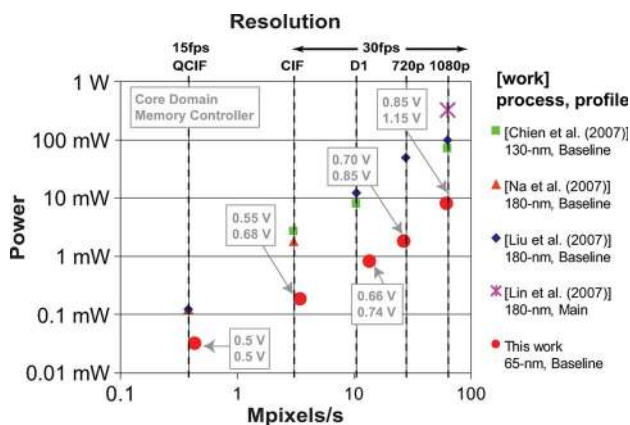 Resolution
15fps
30fps
QCIF CIF D1 720p 1080p
1 W
100 mW
10 mW
1 mW
0.1 mW
0.01 mW
Power
Core Domain
Memory Controller
0.85 V
1.15 V
0.70 V
0.85 V
0.55 V
0.68 V
0.66 V
0.74 V
0.5 V
0.5 V
0.1 1 10 100
Mpixels/s
[work]
process, profile
[Chien et al. (2007)]
130-nm, Baseline
[Na et al. (2007)]
180-nm, Baseline
[Liu et al. (2007)]
180-nm, Baseline
[Lin et al. (2007)]
180-nm, Main
This work
65-nm, Baseline